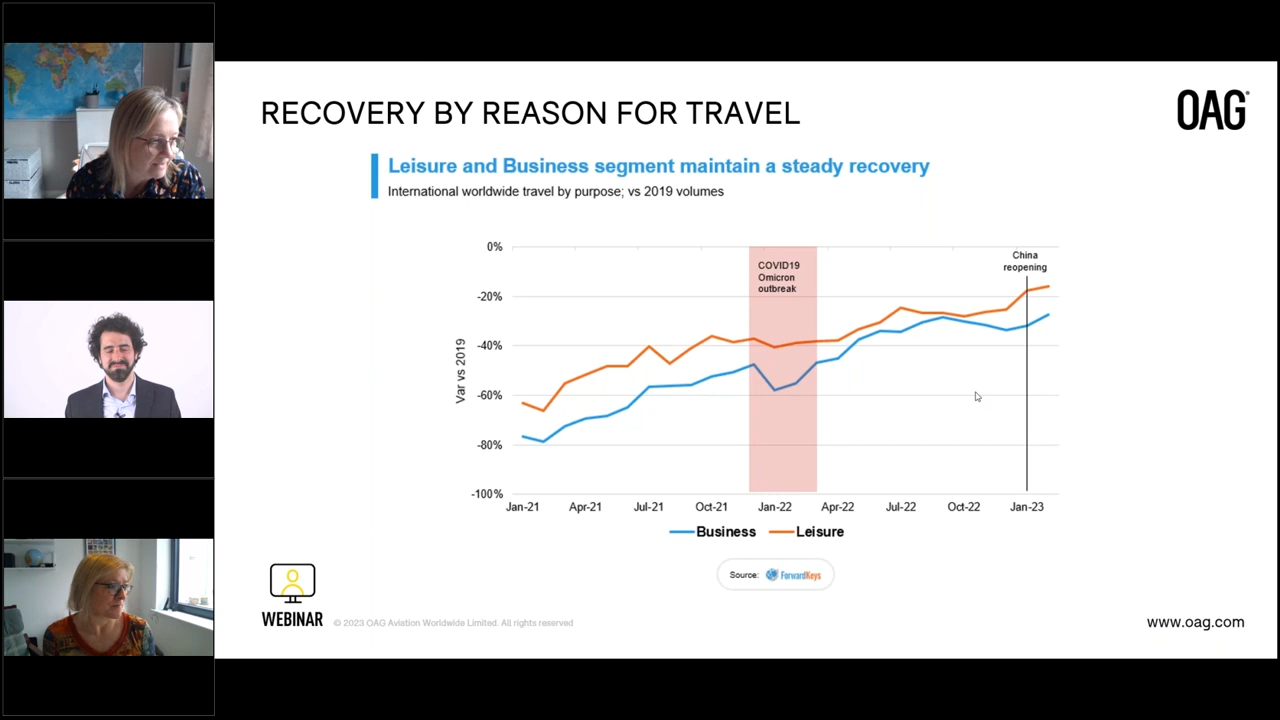 RECOVERY BY REASON FOR TRAVEL
OAG
Leisure and Business segment maintain a steady recovery
International worldwide travel by purpose; vs 2019 volumes
Var vs 2019
0%
-20%
-40%
-60%
-80%
-100%
COVID19
Omicron
outbreak
China
reopening
Jan-21 Apr-21 Jul-21 Oct-21 Jan-22 Apr-22 Jul-22 Oct-22 Jan-23
Business Leisure
Source: ForwardKeys
WEBINAR
© 2023 OAG Aviation Worldwide Limited. All rights reserved
www.oag.com